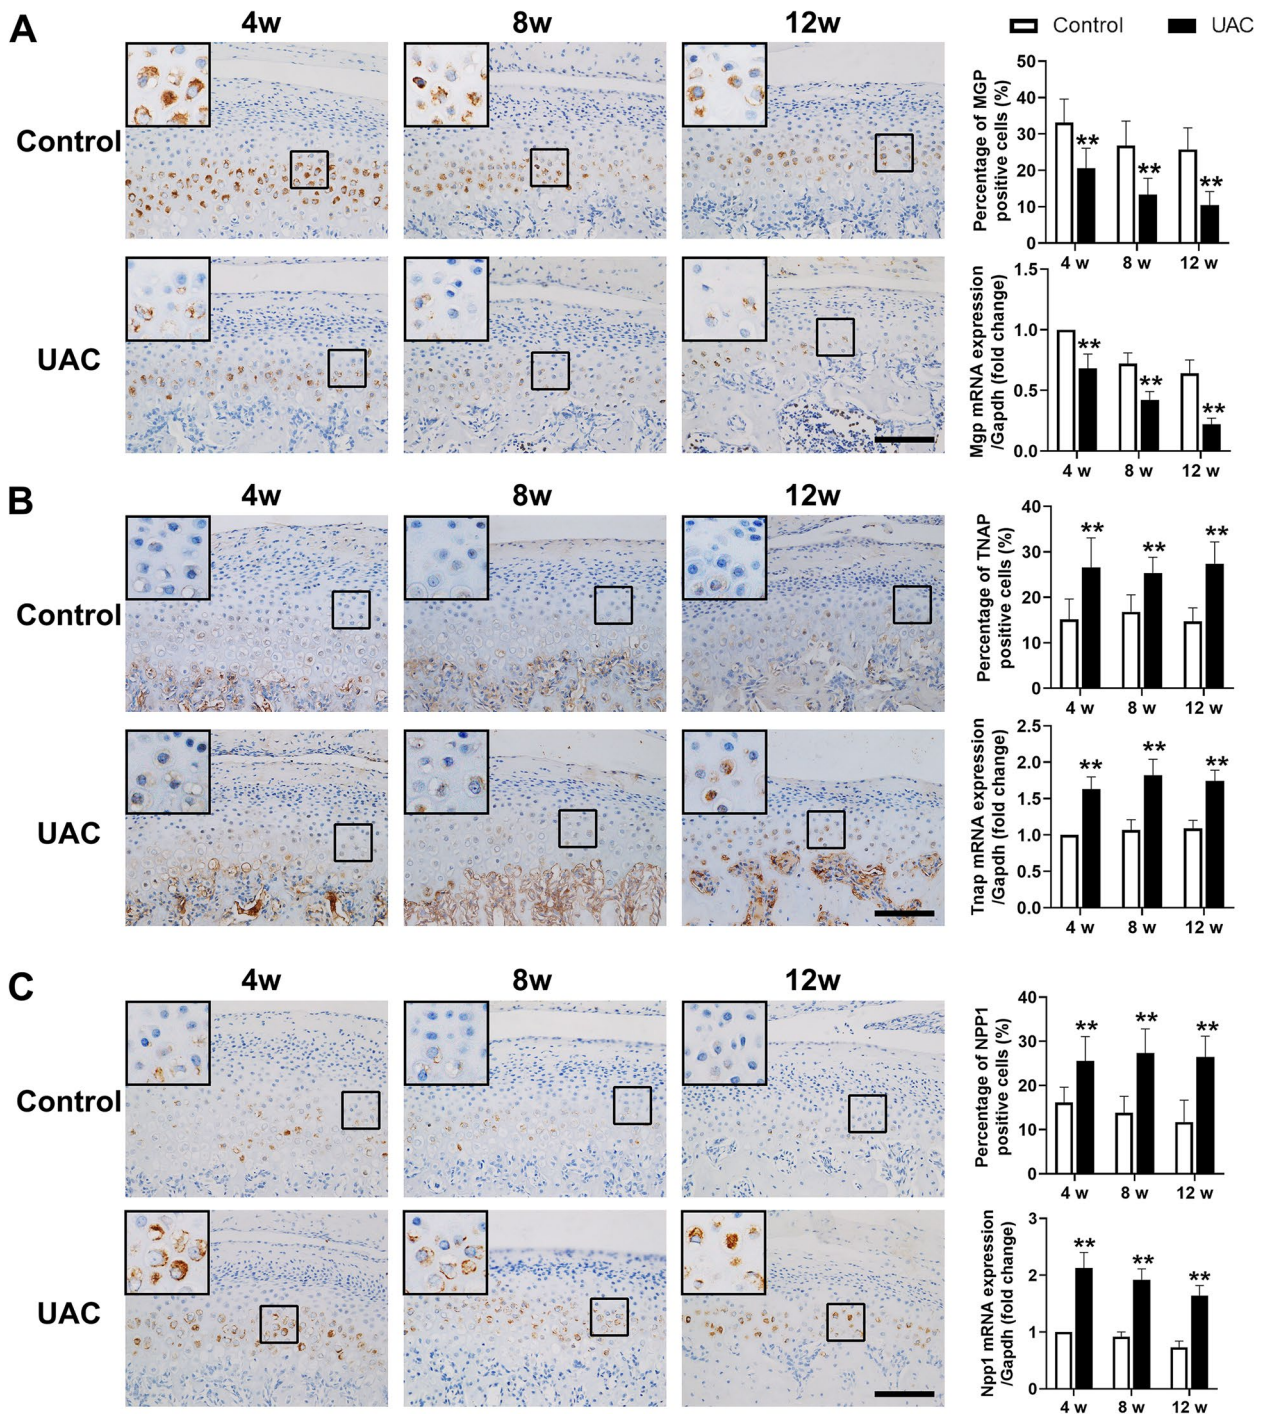 A
4w
8w
12w
Control
UAC
Control
UAC
Percentage of MGP
positive cells (%)
50
40
30
20
10
0
**
**
**
4 w
8 w
12 w
Mgp mRNA expression
/Gapdh (fold change)
1.5
1.0
0.5
0.0
**
**
**
4 w
8 w
12 w
B
4w
8w
12w
Control
UAC
Percentage of TNAP
positive cells (%)
40
30
20
10
0
**
**
**
4 w
8 w
12 w
Tnap mRNA expression
/Gapdh (fold change)
2.5
2.0
1.5
1.0
0.5
0.0
**
**
**
4 w
8 w
12 w
C
4w
8w
12w
Control
UAC
Percentage of NPP1
positive cells (%)
40
30
20
10
0
**
**
**
4 w
8 w
12 w
Npp1 mRNA expression
/Gapdh (fold change)
3
2
1
0
**
**
**
4 w
8 w
12 w